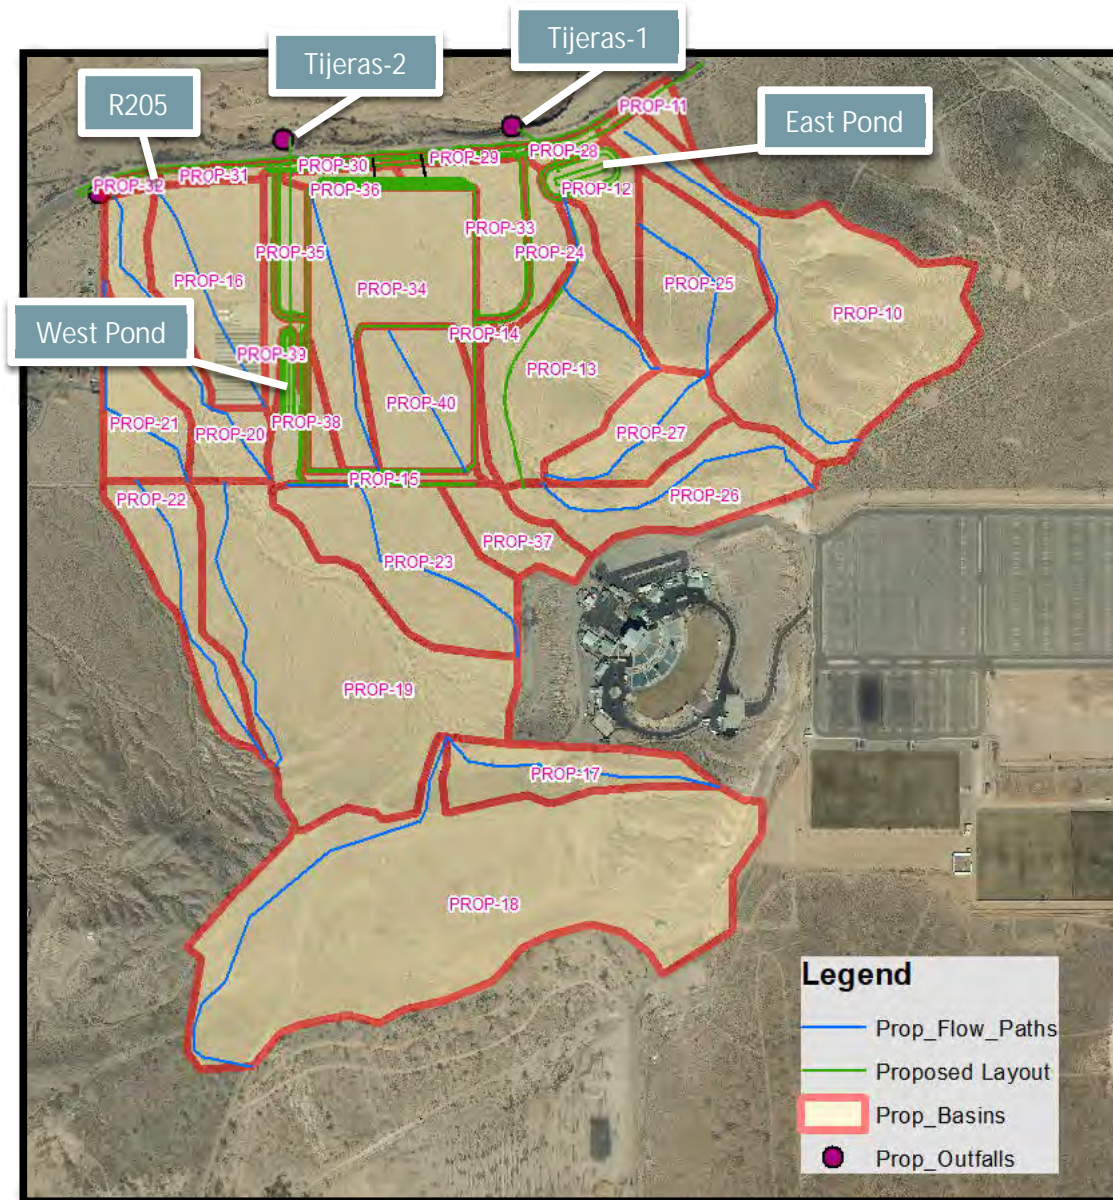 Tijeras-1
Tijeras-2
R205
East Pond
PROP-11
PROP-28
PROP-29
PROP-30
PROP-31
PROP-32
PROP-36
PROP-12
PROP-33
PROP-24
PROP-35
PROP-16
PROP-34
PROP-25
PROP-10
West Pond
PROP-14
PROP-39
PROP-13
PROP-40
PROP-38
PROP-21
PROP-20
PROP-27
PROP-15
PROP-22
PROP-26
PROP-37
PROP-23
PROP-19
PROP-17
PROP-18
Legend
Prop_Flow_Paths
Proposed Layout
Prop_Basins
Prop_Outfalls